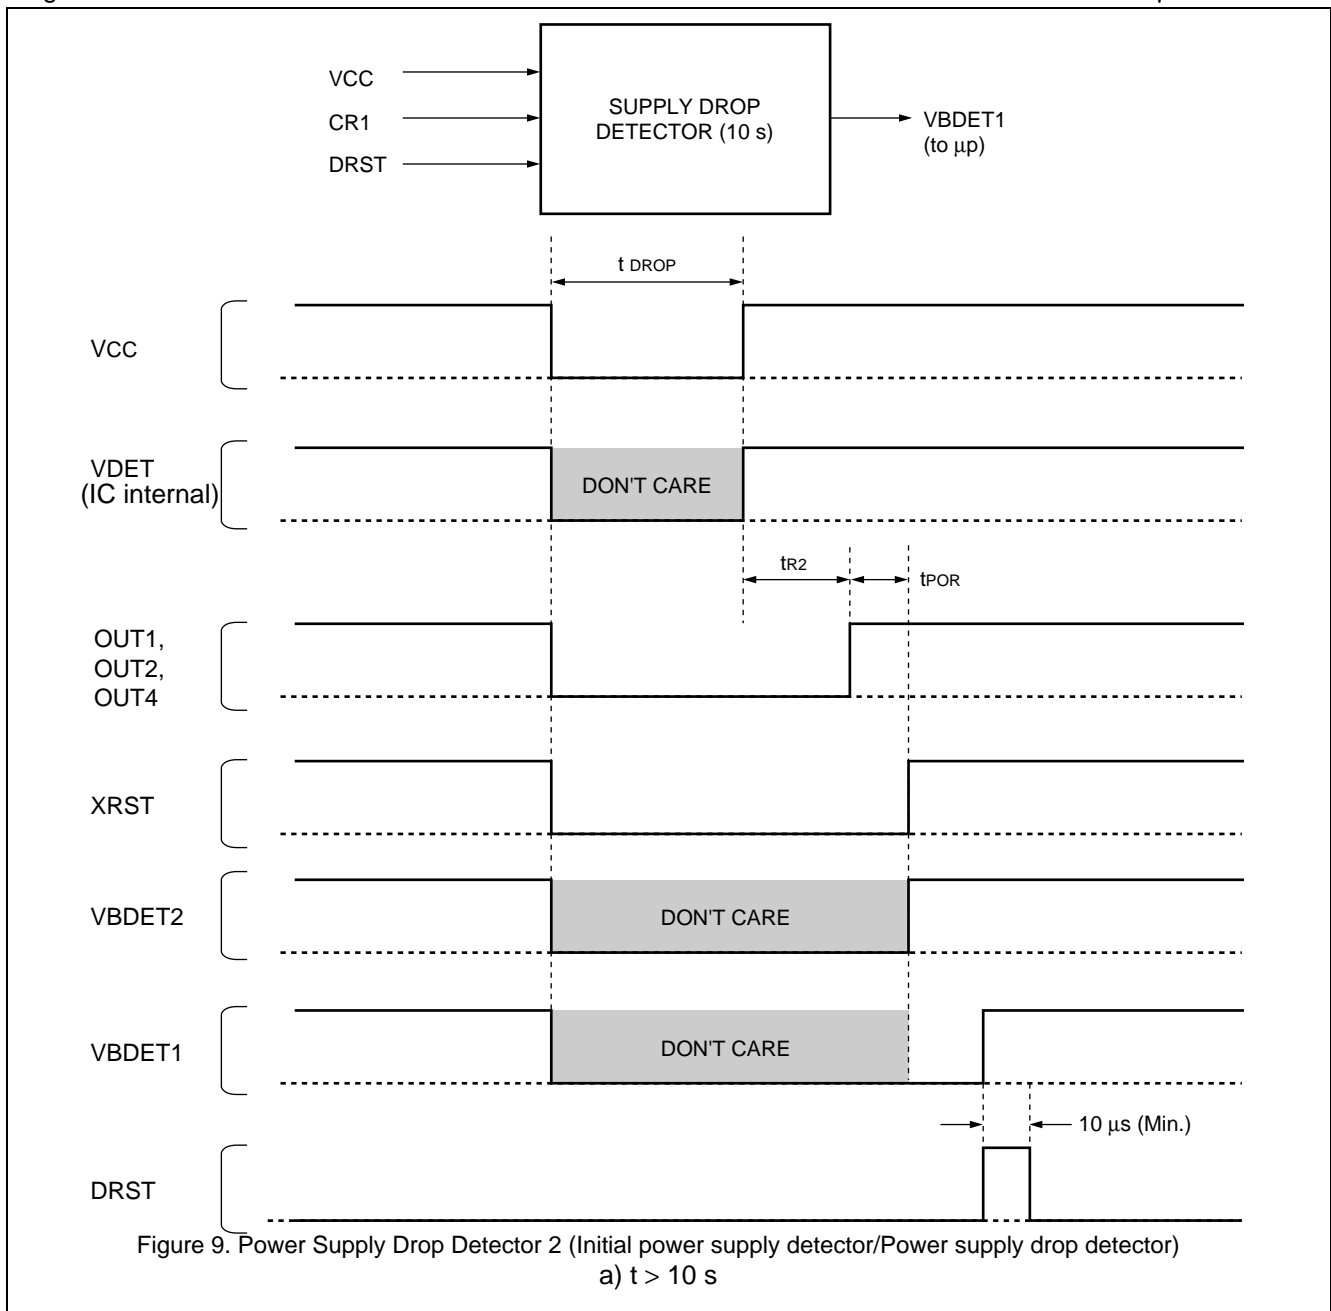 VCC
CR1
DRST
SUPPLY DROP
DETECTOR (10 s)
VBDET1
(to μp)
t DROP
VCC
VDET
(IC internal)
DON'T CARE
tR2
tPOR
OUT1,
OUT2,
OUT4
XRST
VBDET2
DON'T CARE
VBDET1
DON'T CARE
10 μs (Min.)
DRST
Figure 9. Power Supply Drop Detector 2 (Initial power supply detector/Power supply drop detector)
a) t > 10 s